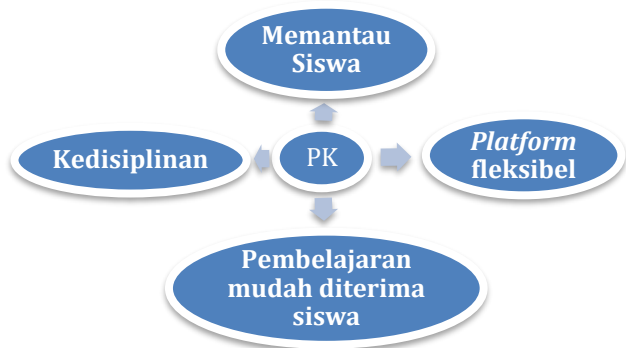 Memantau
Siswa
Kedisiplinan
PK
Platform
fleksibel
Pembelajaran
mudah diterima
siswa